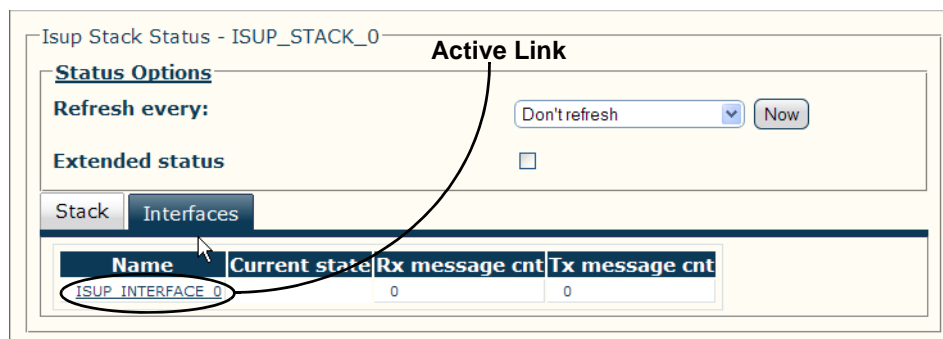 Isup Stack Status - ISUP_STACK_0
Active Link
Status Options
Refresh every: Don't refresh Now
Extended status
Stack Interfaces
Name Current state Rx message cnt Tx message cnt
ISUP_INTERFACE_0 0 0